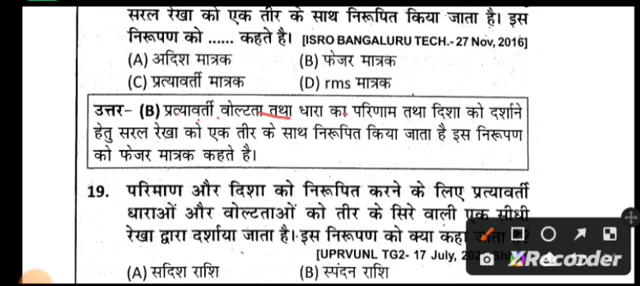 सरल रेखा को एक तीर के साथ निरूपित किया जाता है। इस
निरूपण को ...... कहते है। [ISRO BANGALURU TECH.- 27 Nov, 2016]
(A) अदिश मात्रक (B) फेजर मात्रक
(C) प्रत्यावर्ती मात्रक (D) rms मात्रक
उत्तर– (B) प्रत्यावर्ती वोल्टता तथा धारा का परिणाम तथा दिशा को दर्शाने
हेतु सरल रेखा को एक तीर के साथ निरूपित किया जाता है इस निरूपण
को फेजर मात्रक कहते है।
19. परिमाण और दिशा को निरूपित करने के लिए प्रत्यावर्ती
धाराओं और वोल्टताओं को तीर के सिरे वाली एक सीधी
रेखा द्वारा दर्शाया जाता है। इस निरूपण को क्या कहा
[UPRVUNL TG2- 17 July,
XRecorder
(A) सदिश राशि (B) स्पंदन राशि